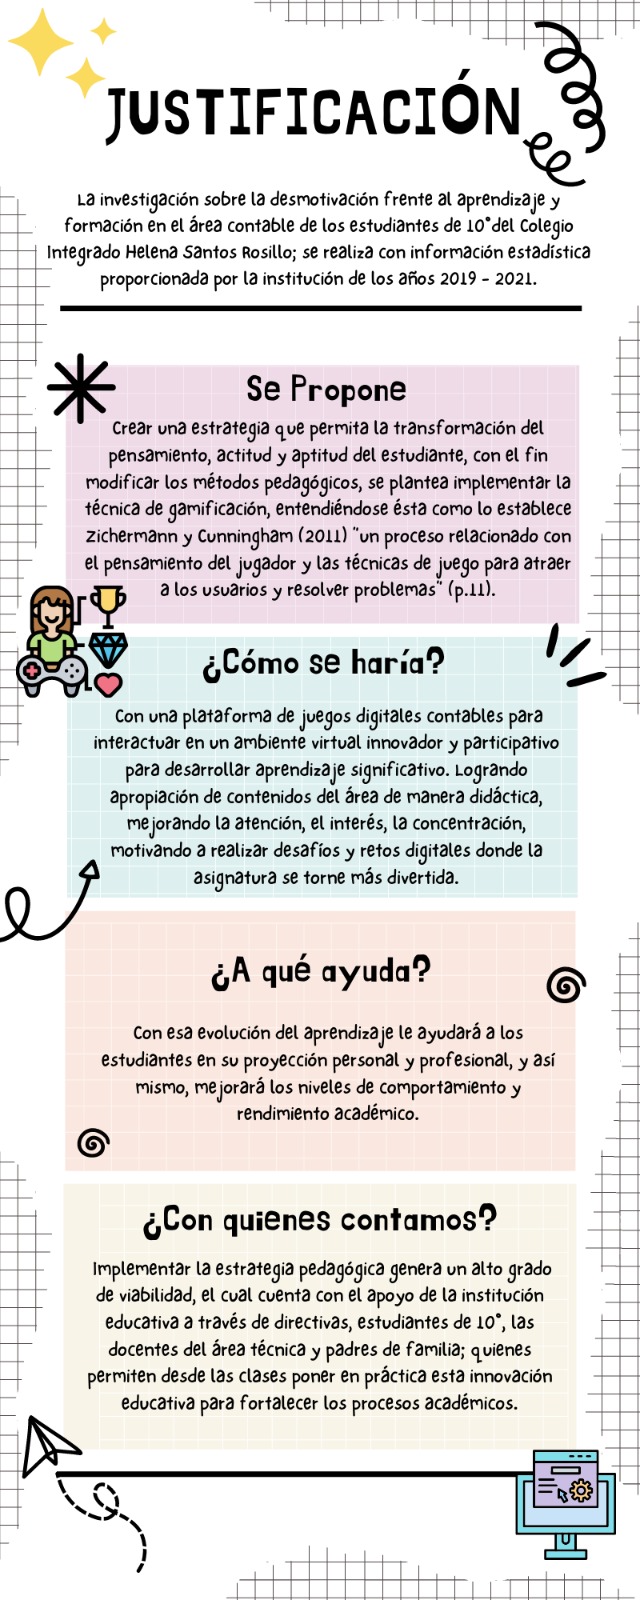 JUSTIFICACIÓN
La investigación sobre la desmotivación frente al aprendizaje y
formación en el área contable de los estudiantes de 10°del Colegio
Integrado Helena Santos Rosillo; se realiza con información estadística
proporcionada por la institución de los años 2019 - 2021.
Se Propone
Crear una estrategia que permita la transformación del
pensamiento, actitud y aptitud del estudiante, con el fin
modificar los métodos pedagógicos, se plantea implementar la
técnica de gamificación, entendiéndose ésta como lo establece
Zichermann y Cunningham (2011) "un proceso relacionado con
el pensamiento del jugador y las técnicas de juego para atraer
a los usuarios y resolver problemas" (p.11).
¿Cómo se haría?
Con una plataforma de juegos digitales contables para
interactuar en un ambiente virtual innovador y participativo
para desarrollar aprendizaje significativo. Logrando
apropiación de contenidos del área de manera didáctica,
mejorando la atención, el interés, la concentración,
motivando a realizar desafíos y retos digitales donde la
asignatura se torne más divertida.
¿A qué ayuda?
Con esa evolución del aprendizaje le ayudará a los
estudiantes en su proyección personal y profesional, y así
mismo, mejorará los niveles de comportamiento y
rendimiento académico.
¿Con quienes contamos?
Implementar la estrategia pedagógica genera un alto grado
de viabilidad, el cual cuenta con el apoyo de la institución
educativa a través de directivas, estudiantes de 10°, las
docentes del área técnica y padres de familia; quienes
permiten desde las clases poner en práctica esta innovación
educativa para fortalecer los procesos académicos.